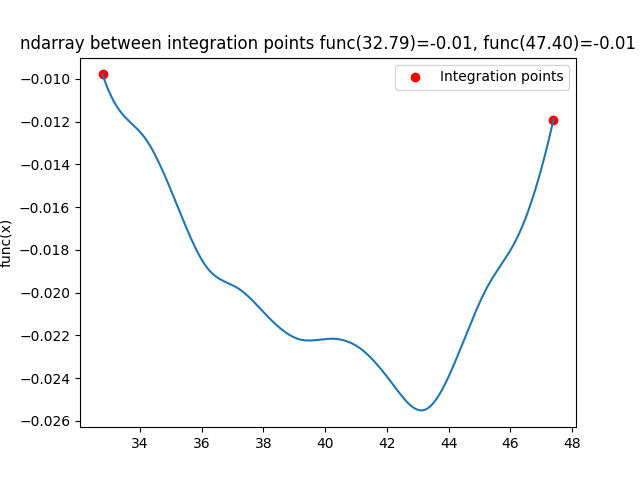 ndarray between integration points func(32.79)=-0.01, func(47.40)=-0.01
Integration points
func(x)
−0.010
−0.012
−0.014
−0.016
−0.018
−0.020
−0.022
−0.024
−0.026
34 36 38 40 42 44 46 48